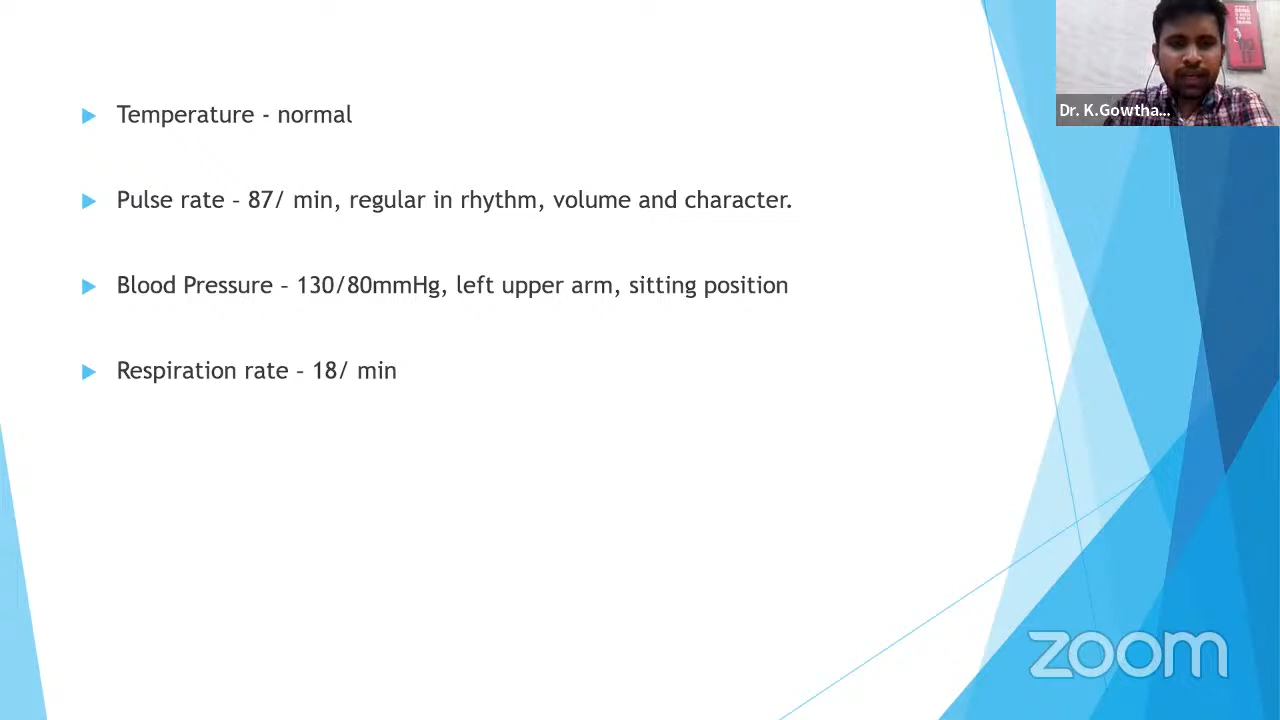 Temperature - normal
Pulse rate – 87/ min, regular in rhythm, volume and character.
Blood Pressure – 130/80mmHg, left upper arm, sitting position
Respiration rate – 18/ min
Dr. K.Gowtha...
zoom